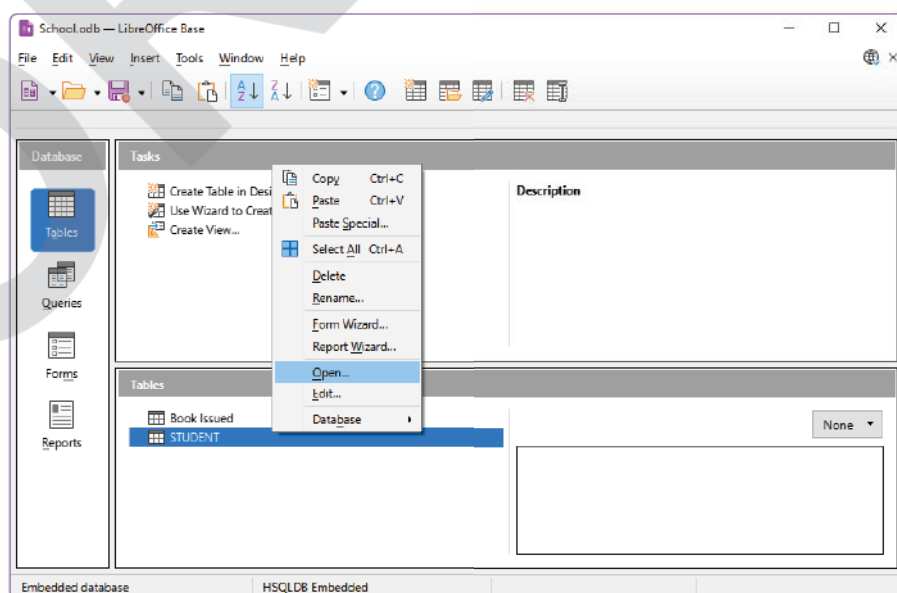 School.odb — LibreOffice Base
File Edit View Insert Tools Window Help
Database
Tables
Queries
Forms
Reports
Tasks
Create Table in Desi
Use Wizard to Creat
Create View...
Description
Copy Ctrl+C
Paste Ctrl+V
Paste Special...
Select All Ctrl+A
Delete
Rename...
Form Wizard...
Report Wizard...
Open...
Edit...
Database
Tables
Book Issued
STUDENT
None
Embedded database HSQLDB Embedded